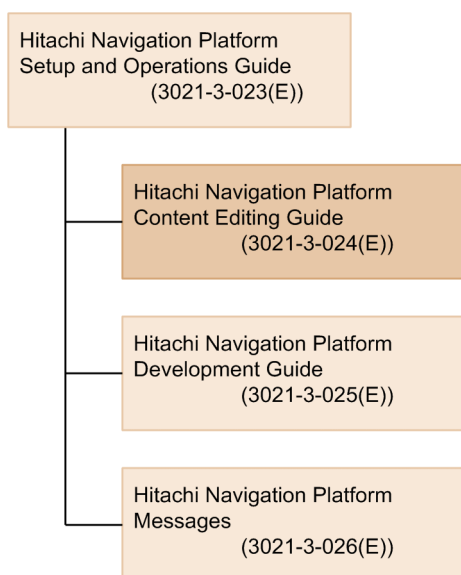 Hitachi Navigation Platform
Setup and Operations Guide
(3021-3-023(E))
Hitachi Navigation Platform
Content Editing Guide
(3021-3-024(E))
Hitachi Navigation Platform
Development Guide
(3021-3-025(E))
Hitachi Navigation Platform
Messages
(3021-3-026(E))